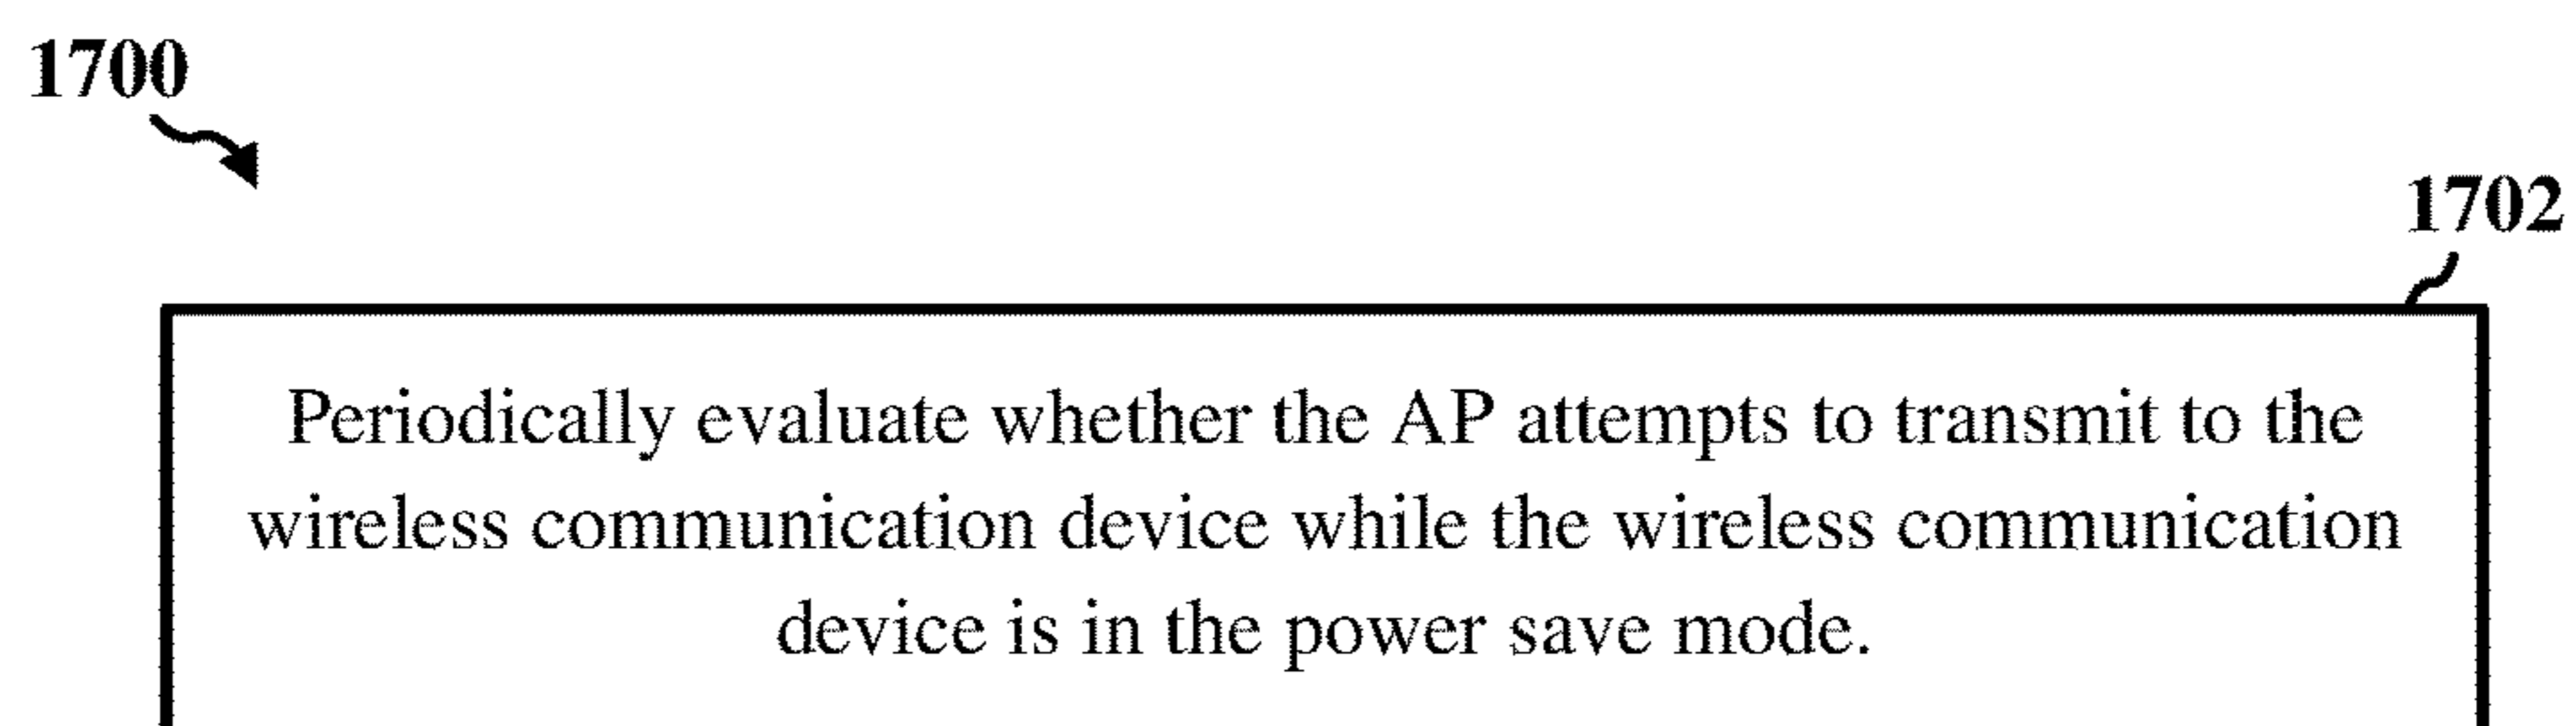 1700
1702
Periodically evaluate whether the AP attempts to transmit to the
wireless communication device while the wireless communication
device is in the power save mode.